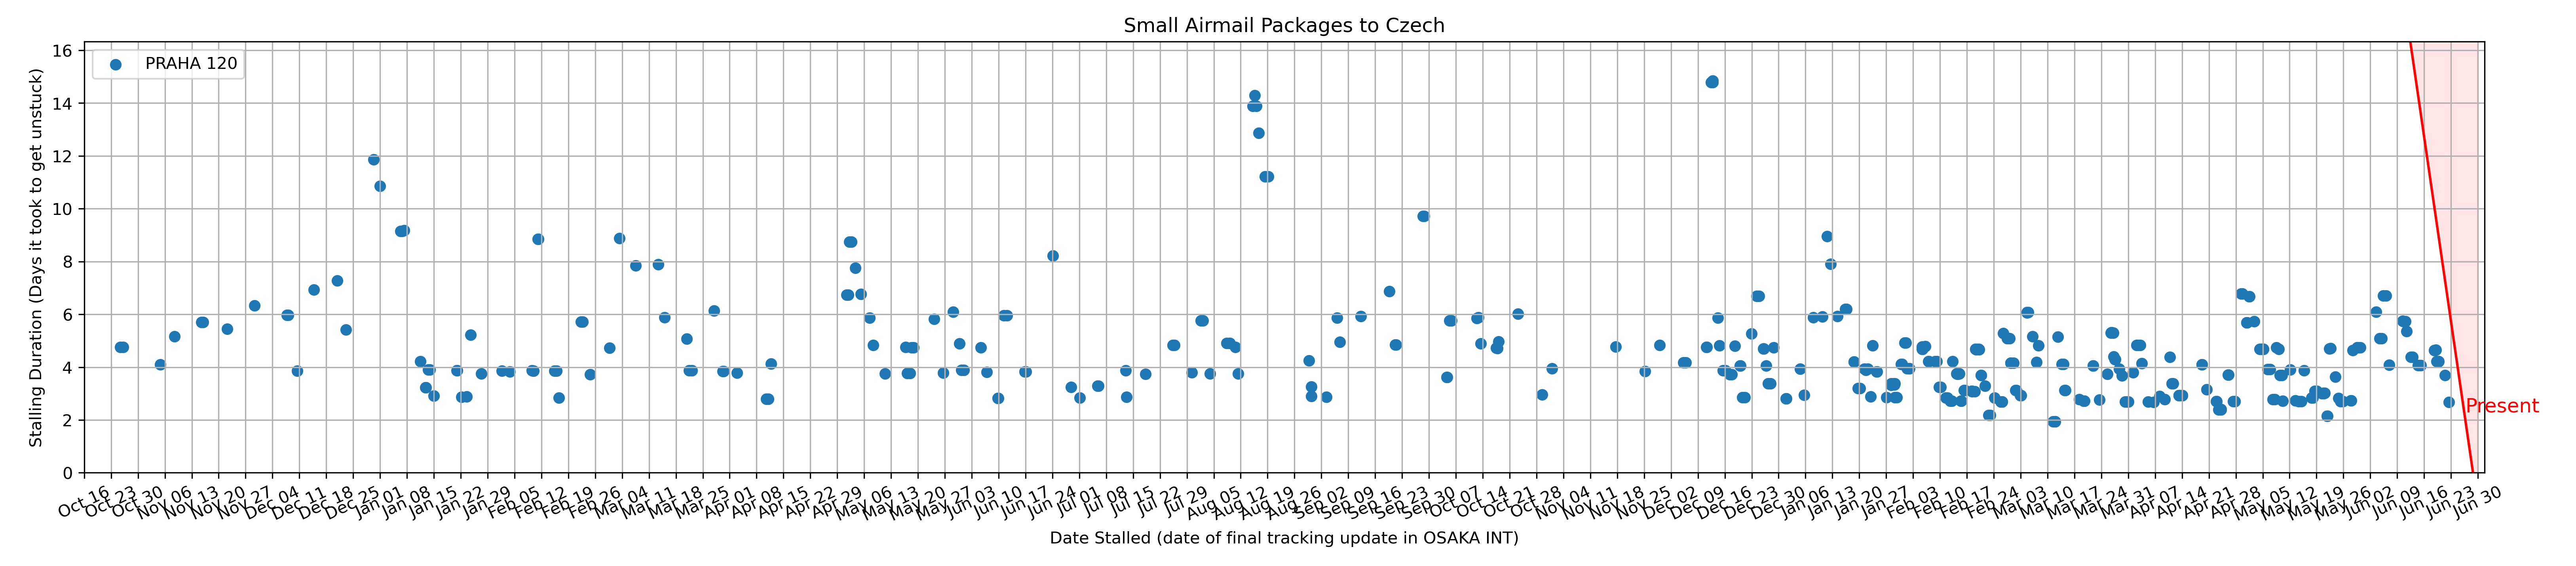 Small Airmail Packages to Czech
PRAHA 120
Stalling Duration (Days it took to get unstuck)
16
14
12
10
8
6
4
2
0
Present
Oct 16
Oct 23
Oct 30
Nov 06
Nov 13
Nov 20
Nov 27
Dec 04
Dec 11
Dec 18
Dec 25
Jan 01
Jan 08
Jan 15
Jan 22
Jan 29
Feb 05
Feb 12
Feb 19
Feb 26
Mar 04
Mar 11
Mar 18
Mar 25
Apr 01
Apr 08
Apr 15
Apr 22
Apr 29
May 06
May 13
May 20
May 27
Jun 03
Jun 10
Jun 17
Jun 24
Jul 01
Jul 08
Jul 15
Jul 22
Jul 29
Aug 05
Aug 12
Aug 19
Aug 26
Sep 02
Sep 09
Sep 16
Sep 23
Sep 30
Oct 07
Oct 14
Oct 21
Oct 28
Nov 04
Nov 11
Nov 18
Nov 25
Dec 02
Dec 09
Dec 16
Dec 23
Dec 30
Jan 06
Jan 13
Jan 20
Jan 27
Feb 03
Feb 10
Feb 17
Feb 24
Mar 03
Mar 10
Mar 17
Mar 24
Mar 31
Apr 07
Apr 14
Apr 21
Apr 28
May 05
May 12
May 19
May 26
Jun 02
Jun 09
Jun 16
Jun 23
Jun 30
Date Stalled (date of final tracking update in OSAKA INT)